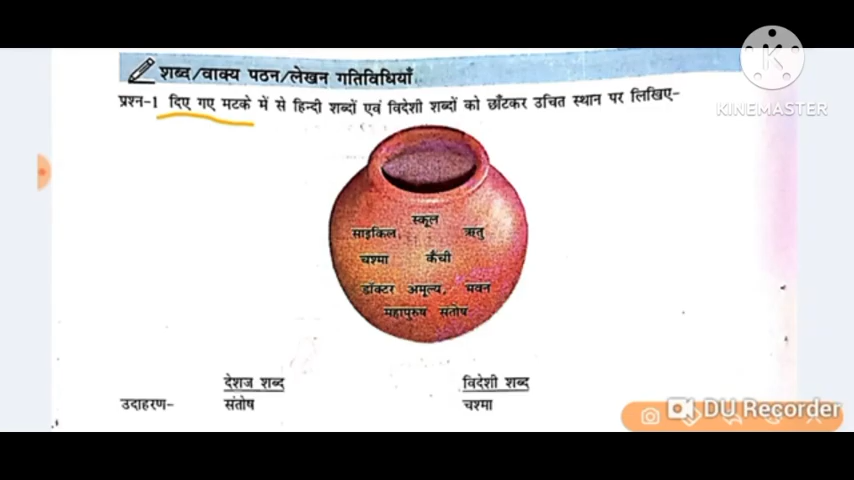 शब्द/वाक्य पठन/लेखन गतिविधियाँ
KINEMASTER
प्रश्न-1 दिए गए मटके में से हिन्दी शब्दों एवं विदेशी शब्दों को छाँटकर उचित स्थान पर लिखिए-
स्कूल
साइकिल, ऋतु
चश्मा कैंची
डॉक्टर अमूल्य, भवन
महापुरुष संतोष
देशज शब्द विदेशी शब्द
उदाहरण- संतोष चश्मा
DU Recorder